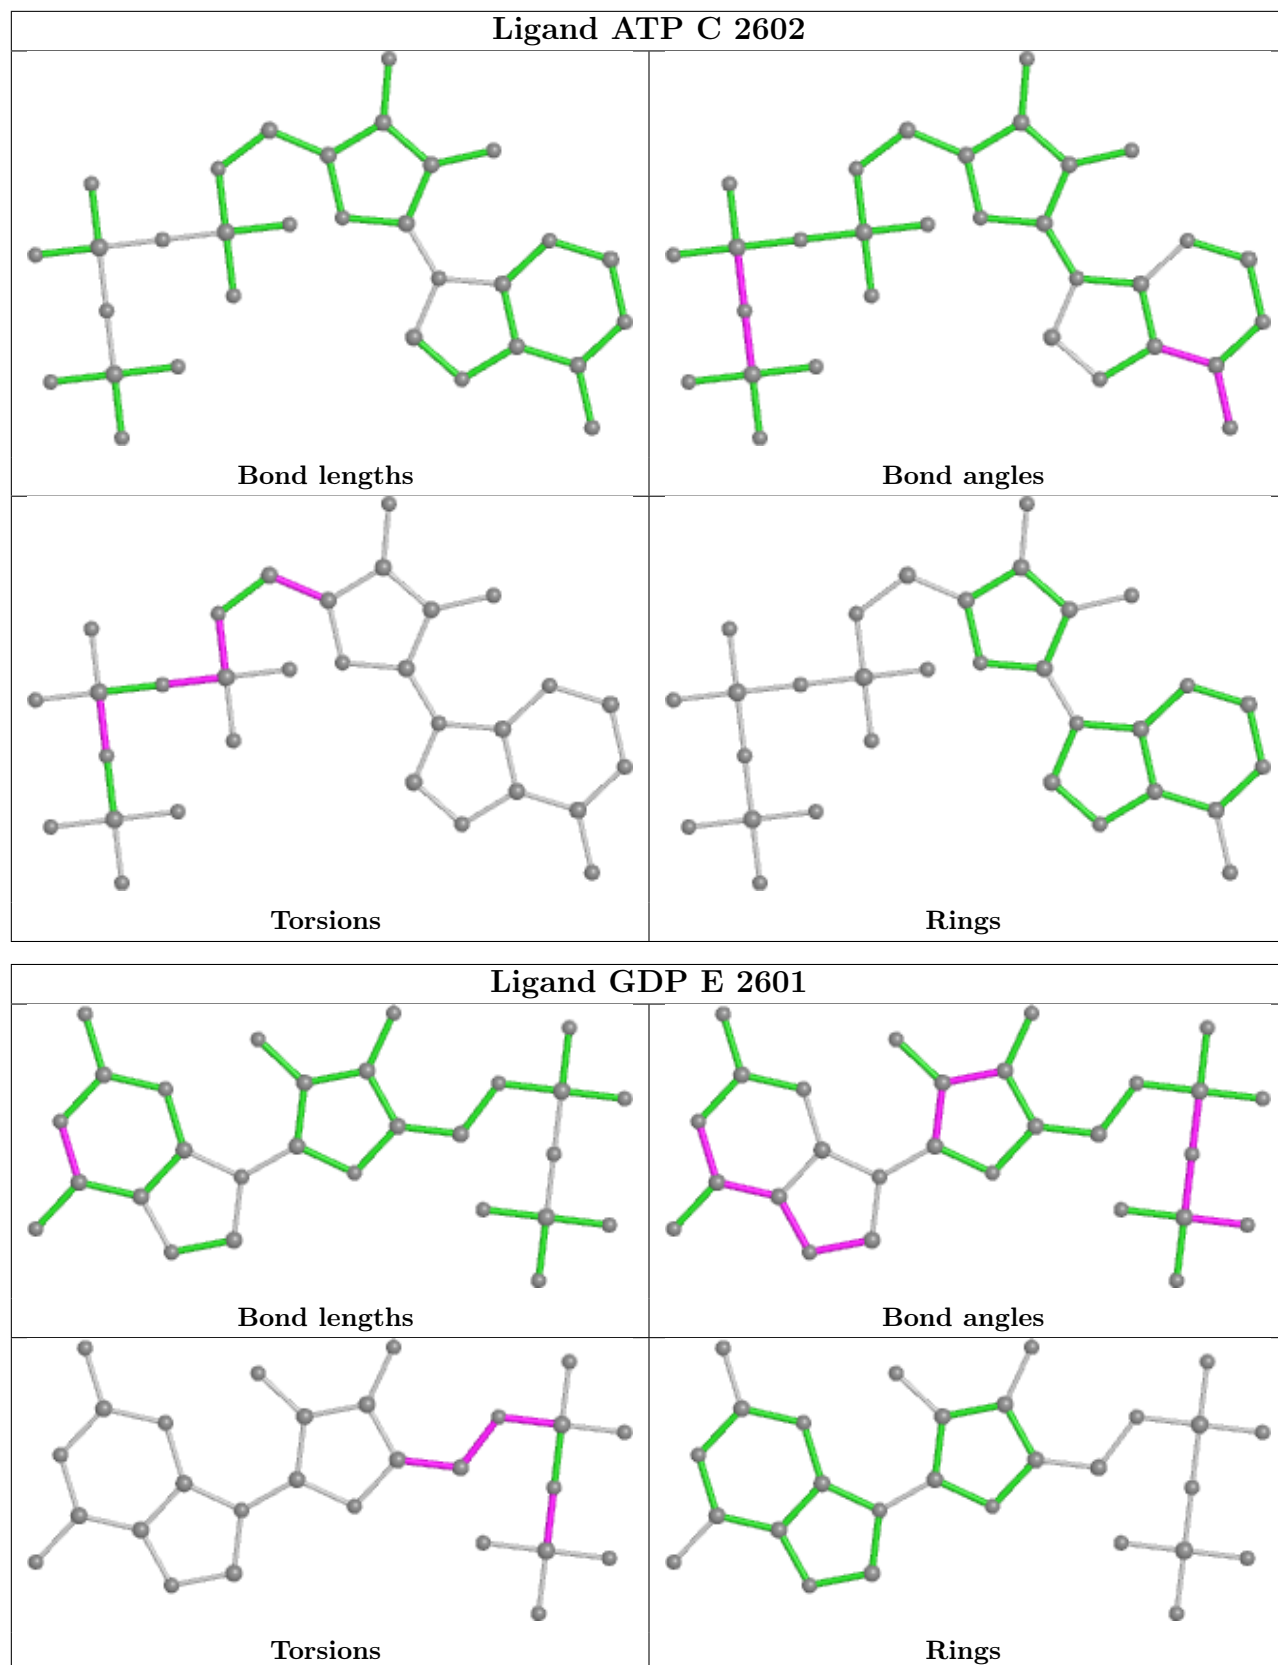 Ligand ATP C 2602
Bond lengths
Bond angles
Torsions
Rings
Ligand GDP E 2601
Bond lengths
Bond angles
Torsions
Rings